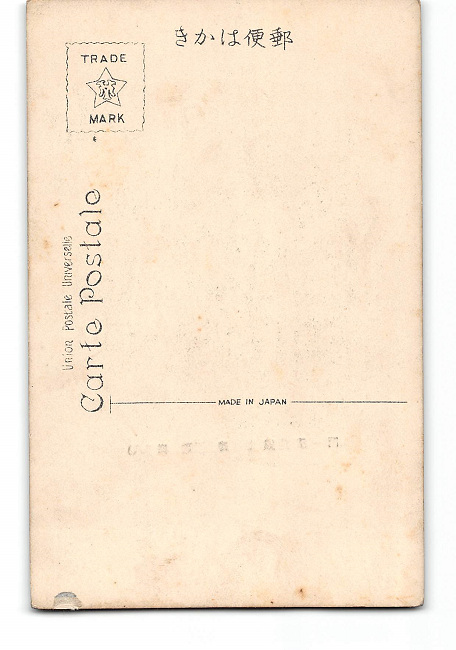 きかは便郵
TRADE
MARK
Union Postale Universelle
Carte Postale
MADE IN JAPAN